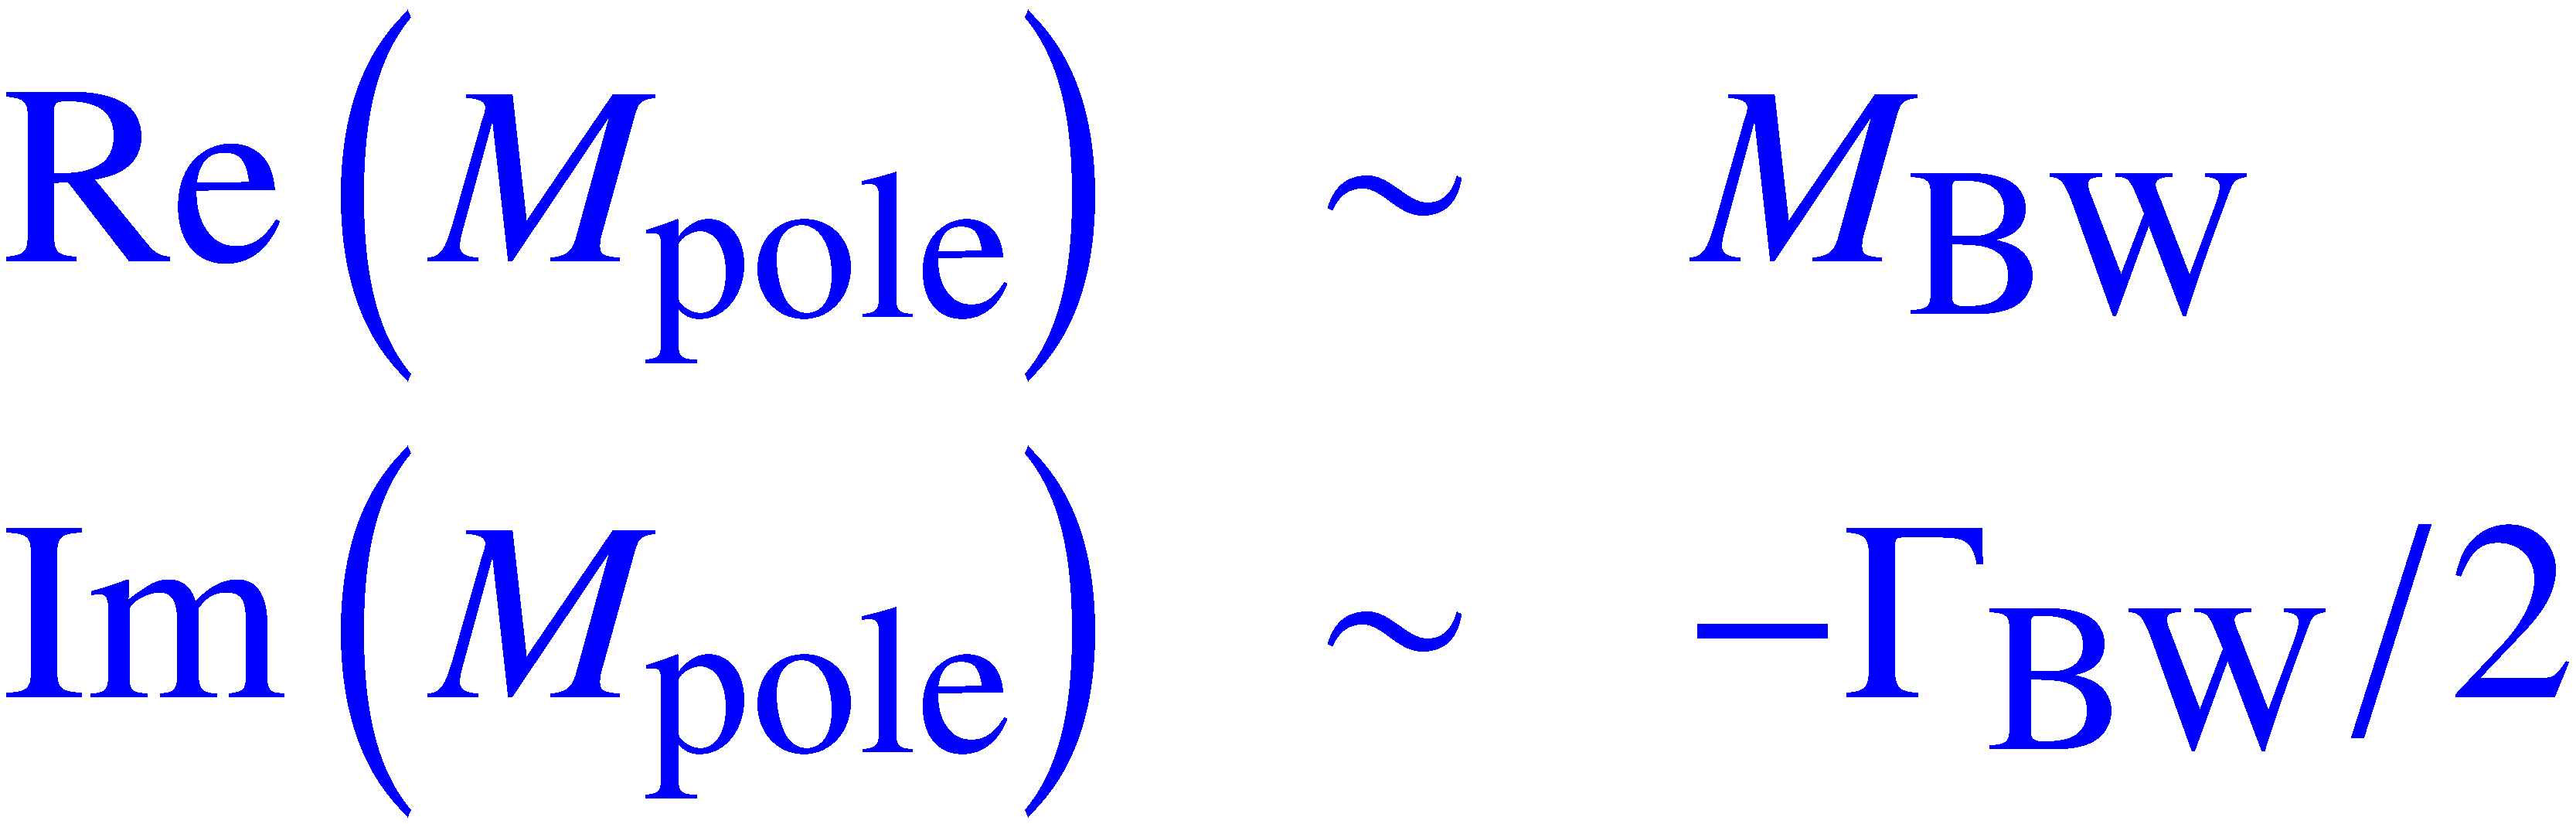 Re(M_pole) ~ M_BW
Im(M_pole) ~ −Γ_BW/2